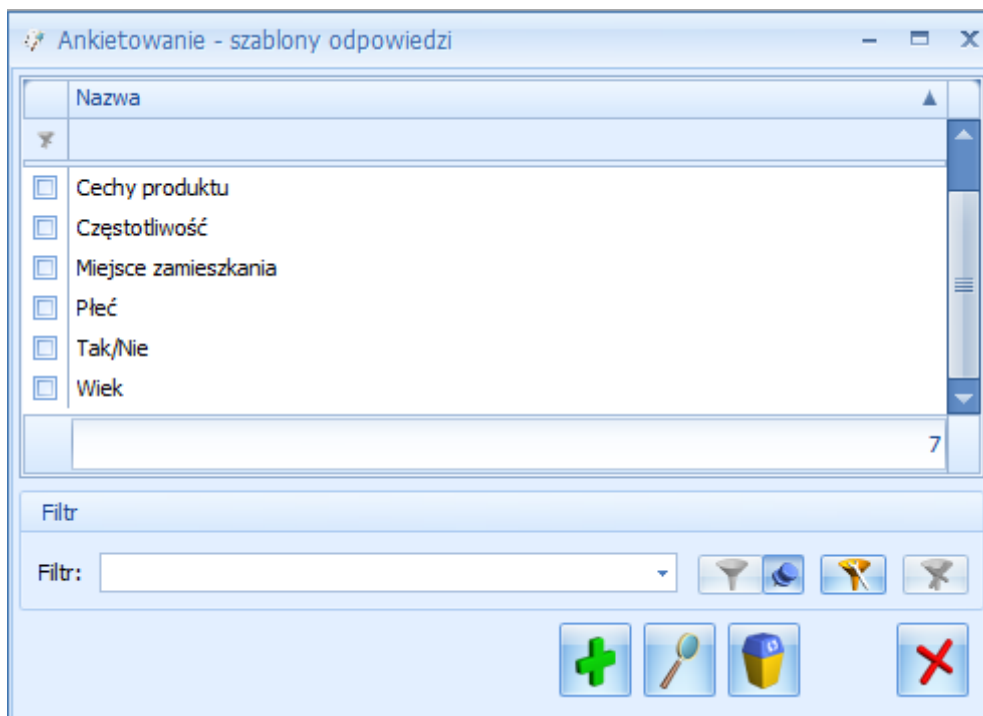 Ankietowanie - szablony odpowiedzi
Nazwa
Cechy produktu
Częstotliwość
Miejsce zamieszkania
Płeć
Tak/Nie
Wiek
7
Filtr
Filtr: